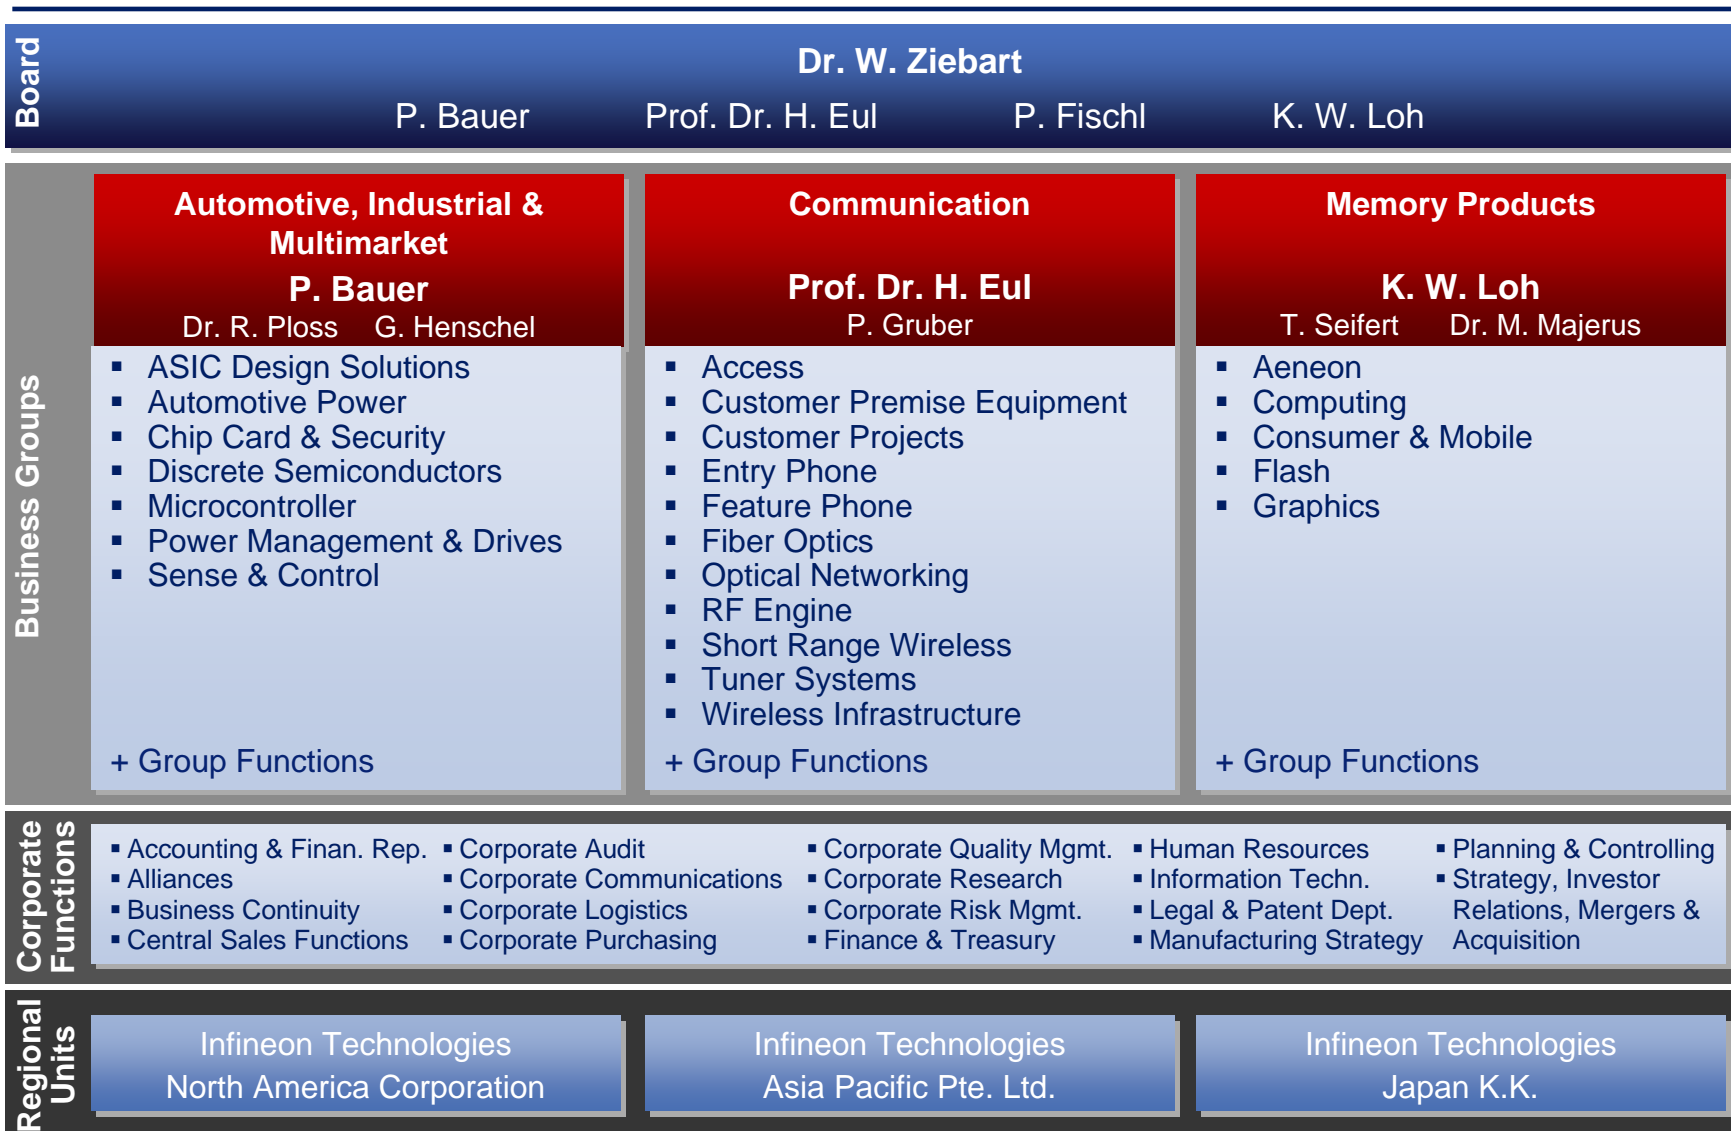 Board
Dr. W. Ziebart
P. Bauer Prof. Dr. H. Eul P. Fischl K. W. Loh
Business Groups
Automotive, Industrial &
Multimarket
P. Bauer
Dr. R. Ploss G. Henschel
▪ ASIC Design Solutions
▪ Automotive Power
▪ Chip Card & Security
▪ Discrete Semiconductors
▪ Microcontroller
▪ Power Management & Drives
▪ Sense & Control
+ Group Functions
Communication
Prof. Dr. H. Eul
P. Gruber
▪ Access
▪ Customer Premise Equipment
▪ Customer Projects
▪ Entry Phone
▪ Feature Phone
▪ Fiber Optics
▪ Optical Networking
▪ RF Engine
▪ Short Range Wireless
▪ Tuner Systems
▪ Wireless Infrastructure
+ Group Functions
Memory Products
K. W. Loh
T. Seifert Dr. M. Majerus
▪ Aeneon
▪ Computing
▪ Consumer & Mobile
▪ Flash
▪ Graphics
+ Group Functions
Corporate
Functions
▪ Accounting & Finan. Rep.
▪ Alliances
▪ Business Continuity
▪ Central Sales Functions
▪ Corporate Audit
▪ Corporate Communications
▪ Corporate Logistics
▪ Corporate Purchasing
▪ Corporate Quality Mgmt.
▪ Corporate Research
▪ Corporate Risk Mgmt.
▪ Finance & Treasury
▪ Human Resources
▪ Information Techn.
▪ Legal & Patent Dept.
▪ Manufacturing Strategy
▪ Planning & Controlling
▪ Strategy, Investor
Relations, Mergers &
Acquisition
Regional
Units
Infineon Technologies
North America Corporation
Infineon Technologies
Asia Pacific Pte. Ltd.
Infineon Technologies
Japan K.K.